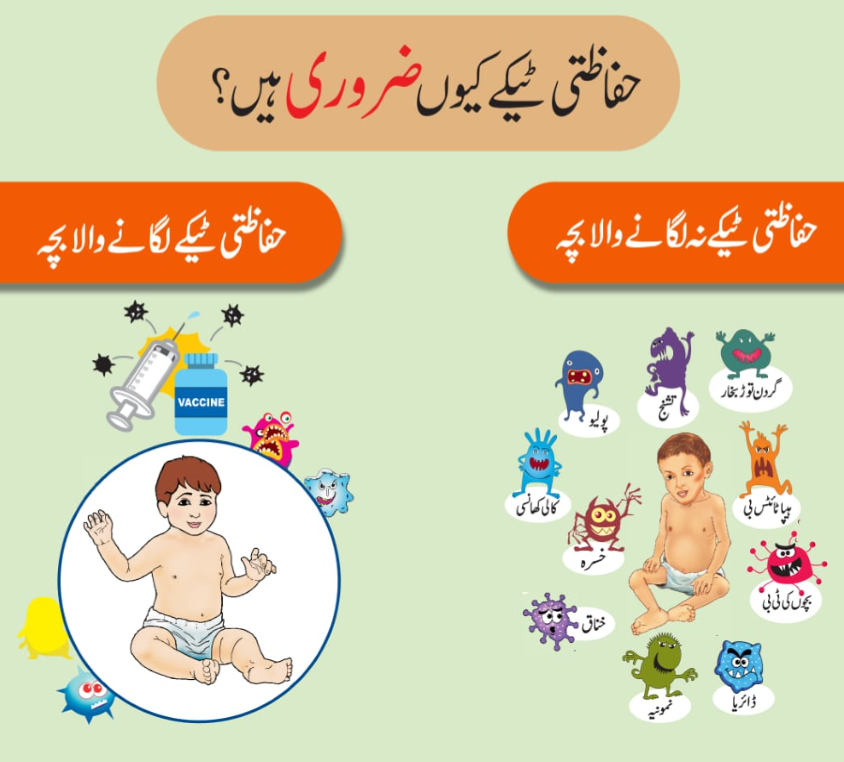 حفاظتی ٹیکے کیوں ضروری ہیں؟
حفاظتی ٹیکے نہ لگانے والا بچہ
حفاظتی ٹیکے لگانے والا بچہ
VACCINE
گردن توڑ بخار
تشنج
پولیو
ہیپاٹائٹس بی
کالی کھانسی
خسرہ
بچوں کی ٹی بی
خناق
ڈائریا
نمونیہ